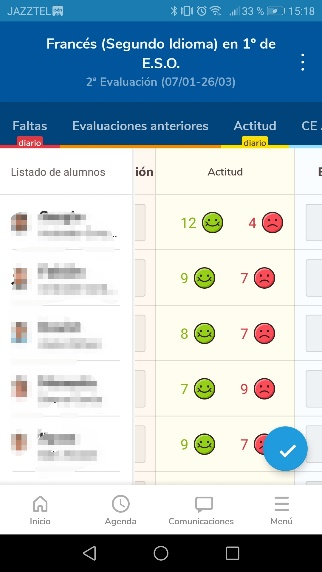 JAZZTEL
33 %
15:18
Francés (Segundo Idioma) en 1º de
E.S.O.
2ª Evaluación (07/01-26/03)
Faltas
Evaluaciones anteriores
Actitud
CE
diario
diario
Listado de alumnos
ión
Actitud
12
4
9
7
8
7
7
9
9
7
Inicio
Agenda
Comunicaciones
Menú